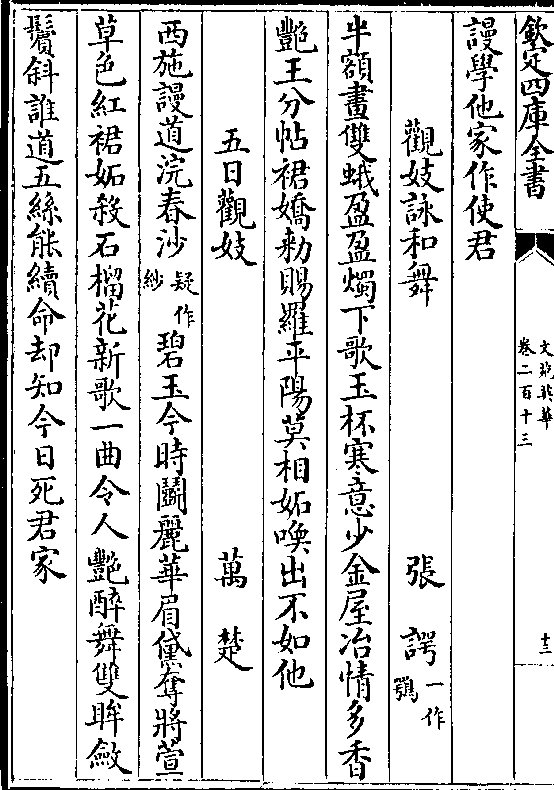 欽定四庫全書
文苑英華
卷二百十三
十三
謾學他家作使君
觀妓詠和舞 張諤一作鶚
半額畫雙蛾盈盈燭下歌玉杯寒意少金屋冶情多香
艷王分帖裙嬌勅賜羅平陽莫相妬喚出不如他
五日觀妓 萬楚
西施謾道浣春沙疑作紗碧玉今時鬭麗華眉黛奪將萱
草色紅裙妬殺石榴花新歌一曲令人艷醉舞雙眸斂
鬢斜誰道五絲能續命却知今日死君家